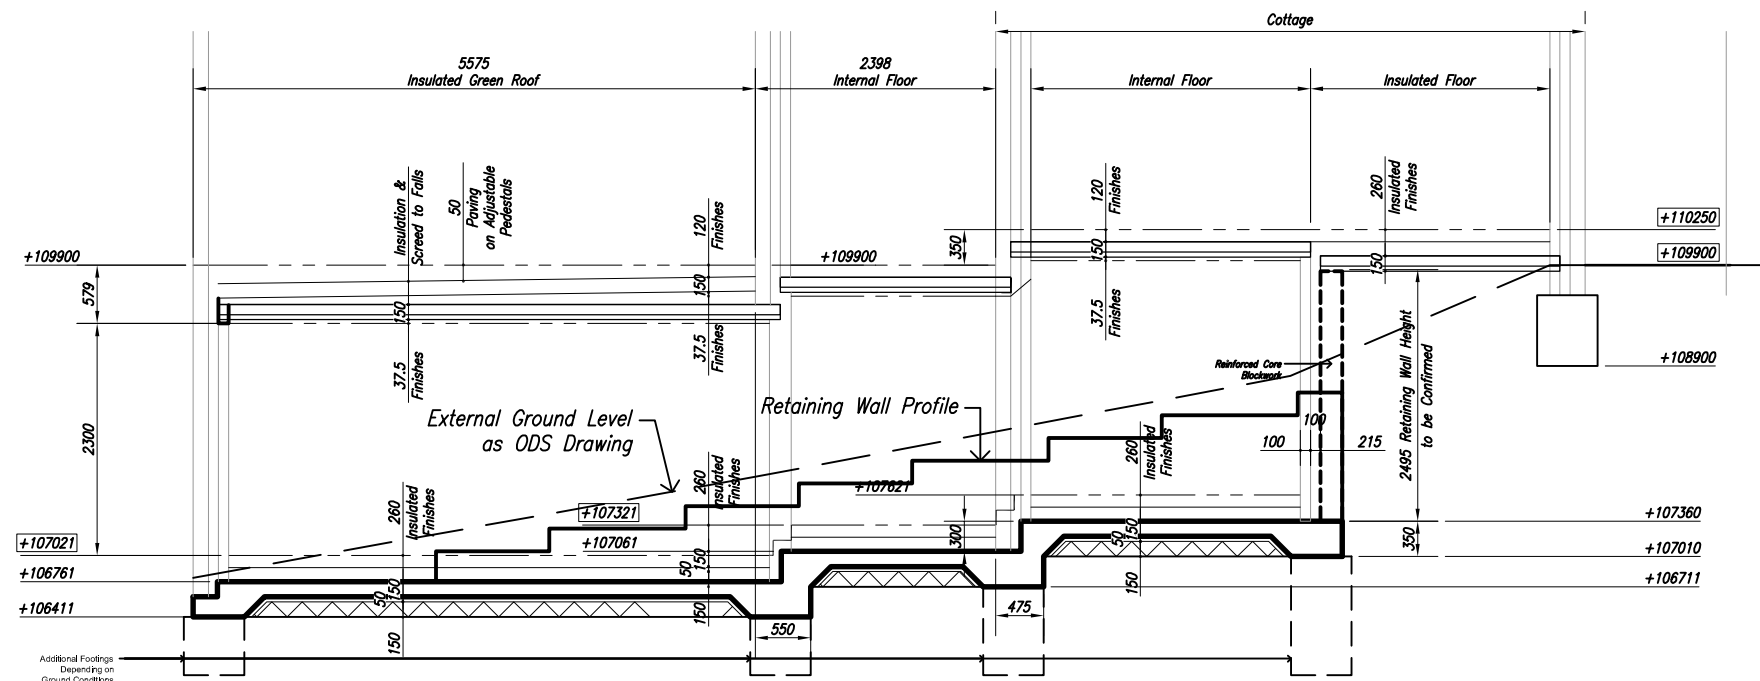 Cottage
5575
Insulated Green Roof
2398
Internal Floor
Internal Floor
Insulated Floor
Insulation &
Screed to Falls
50
Paving
on Adjustable
Pedestals
120
Finishes
120
Finishes
260
Insulated
Finishes
+110250
+109900
+109900
+109900
350
579
150
150
150
150
37.5
Finishes
37.5
Finishes
37.5
Finishes
Reinforced Core
Blockwork
+108900
2495 Retaining Wall Height
to be Confirmed
External Ground Level
as ODS Drawing
Retaining Wall Profile
2300
100
100
215
260
Insulated
Finishes
260
Insulated
Finishes
260
Insulated
Finishes
+107621
+107321
+107061
+107360
+107021
+107010
+106761
+106711
+106411
300
350
50
150
150
50
150
150
50
150
150
475
550
Additional Footings
Depending on
Ground Conditions